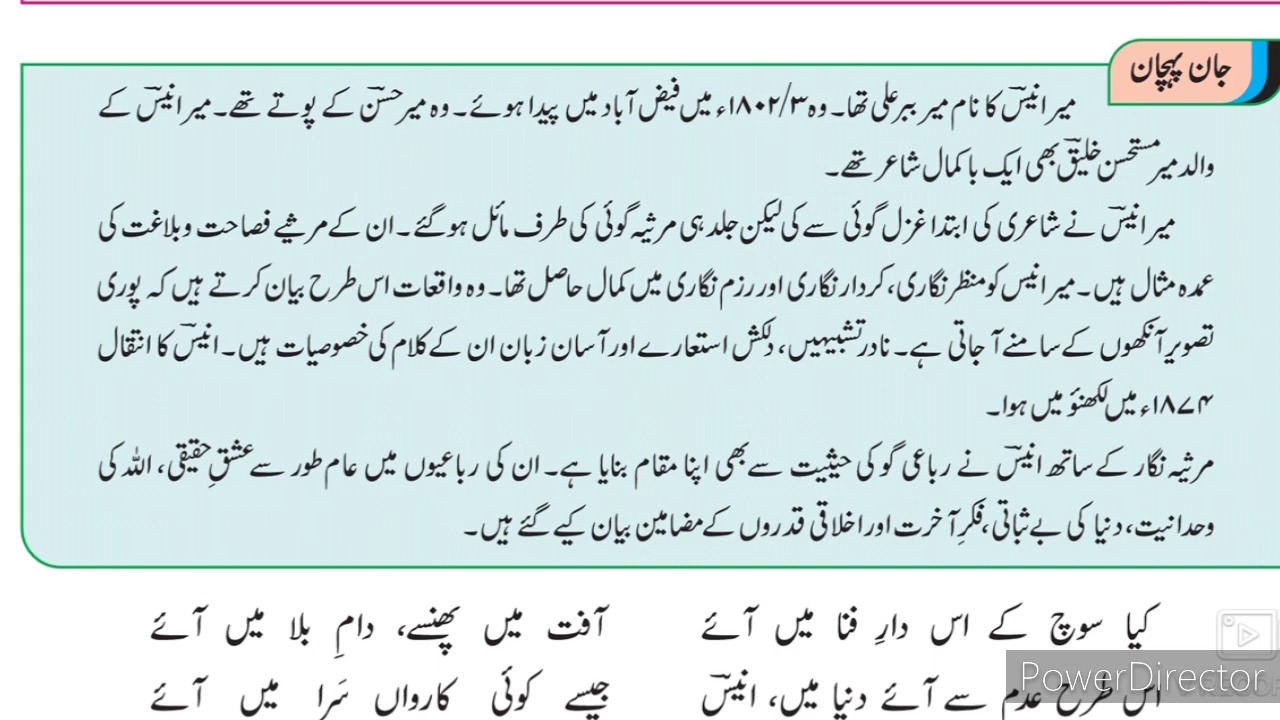 جان پہچان
میر انیسؔ کا نام میر ببر علی تھا۔ وہ ۱۸۰۲/۳ء میں فیض آباد میں پیدا ہوئے۔ وہ میر حسنؔ کے پوتے تھے۔ میر انیسؔ کے
والد میر مستحسن خلیقؔ بھی ایک با کمال شاعر تھے۔
میر انیسؔ نے شاعری کی ابتدا غزل گوئی سے کی لیکن جلد ہی مرثیہ گوئی کی طرف مائل ہو گئے۔ ان کے مرثیے فصاحت و بلاغت کی
عمدہ مثال ہیں۔ میر انیس کو منظر نگاری، کردار نگاری اور رزم نگاری میں کمال حاصل تھا۔ وہ واقعات اس طرح بیان کرتے ہیں کہ پوری
تصویر آنکھوں کے سامنے آ جاتی ہے۔ نادر تشبیہیں، دلکش استعارے اور آسان زبان ان کے کلام کی خصوصیات ہیں۔ انیسؔ کا انتقال
۱۸۷۴ء میں لکھنؤ میں ہوا۔
مرثیہ نگار کے ساتھ انیسؔ نے رباعی گو کی حیثیت سے بھی اپنا مقام بنایا ہے۔ ان کی رباعیوں میں عام طور سے عشقِ حقیقی، اللہ کی
وحدانیت، دنیا کی بے ثباتی، فکرِ آخرت اور اخلاقی قدروں کے مضامین بیان کیے گئے ہیں۔
کیا سوچ کے اس دارِ فنا میں آئے آفت میں پھنسے، دامِ بلا میں آئے
اس طرح عدم سے آئے دنیا میں، انیسؔ جیسے کوئی کارواں سَرا میں آئے
PowerDirector